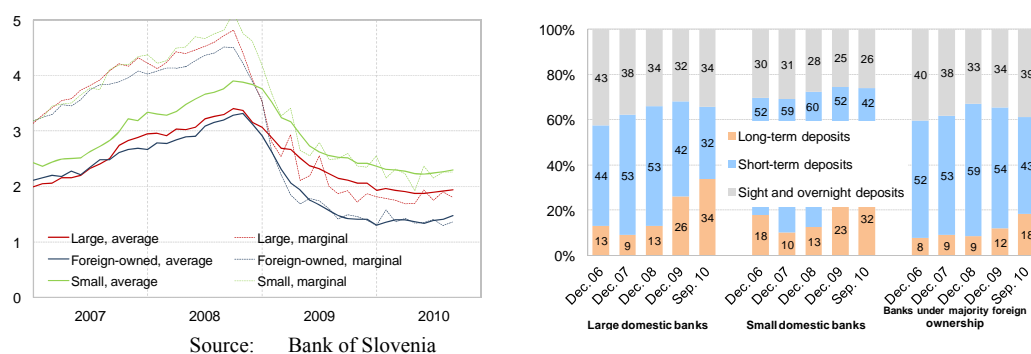 5
4
3
2
1
0
2007 2008 2009 2010
Large, average
Large, marginal
Foreign-owned, average
Foreign-owned, marginal
Small, average
Small, marginal
Source: Bank of Slovenia
100%
80%
60%
40%
20%
0%
43 38 34 32 34
44 53 53 42 32
13 9 13 26 34
30 31 28 25 26
52 59 60 52 42
18 10 13 23 32
40 38 33 34 39
52 53 59 54 43
8 9 9 12 18
Long-term deposits
Short-term deposits
Sight and overnight deposits
Dec. 06 Dec. 07 Dec. 08 Dec. 09 Sep. 10
Dec. 06 Dec. 07 Dec. 08 Dec. 09 Sep. 10
Dec. 06 Dec. 07 Dec. 08 Dec. 09 Sep. 10
Large domestic banks
Small domestic banks
Banks under majority foreign
ownership